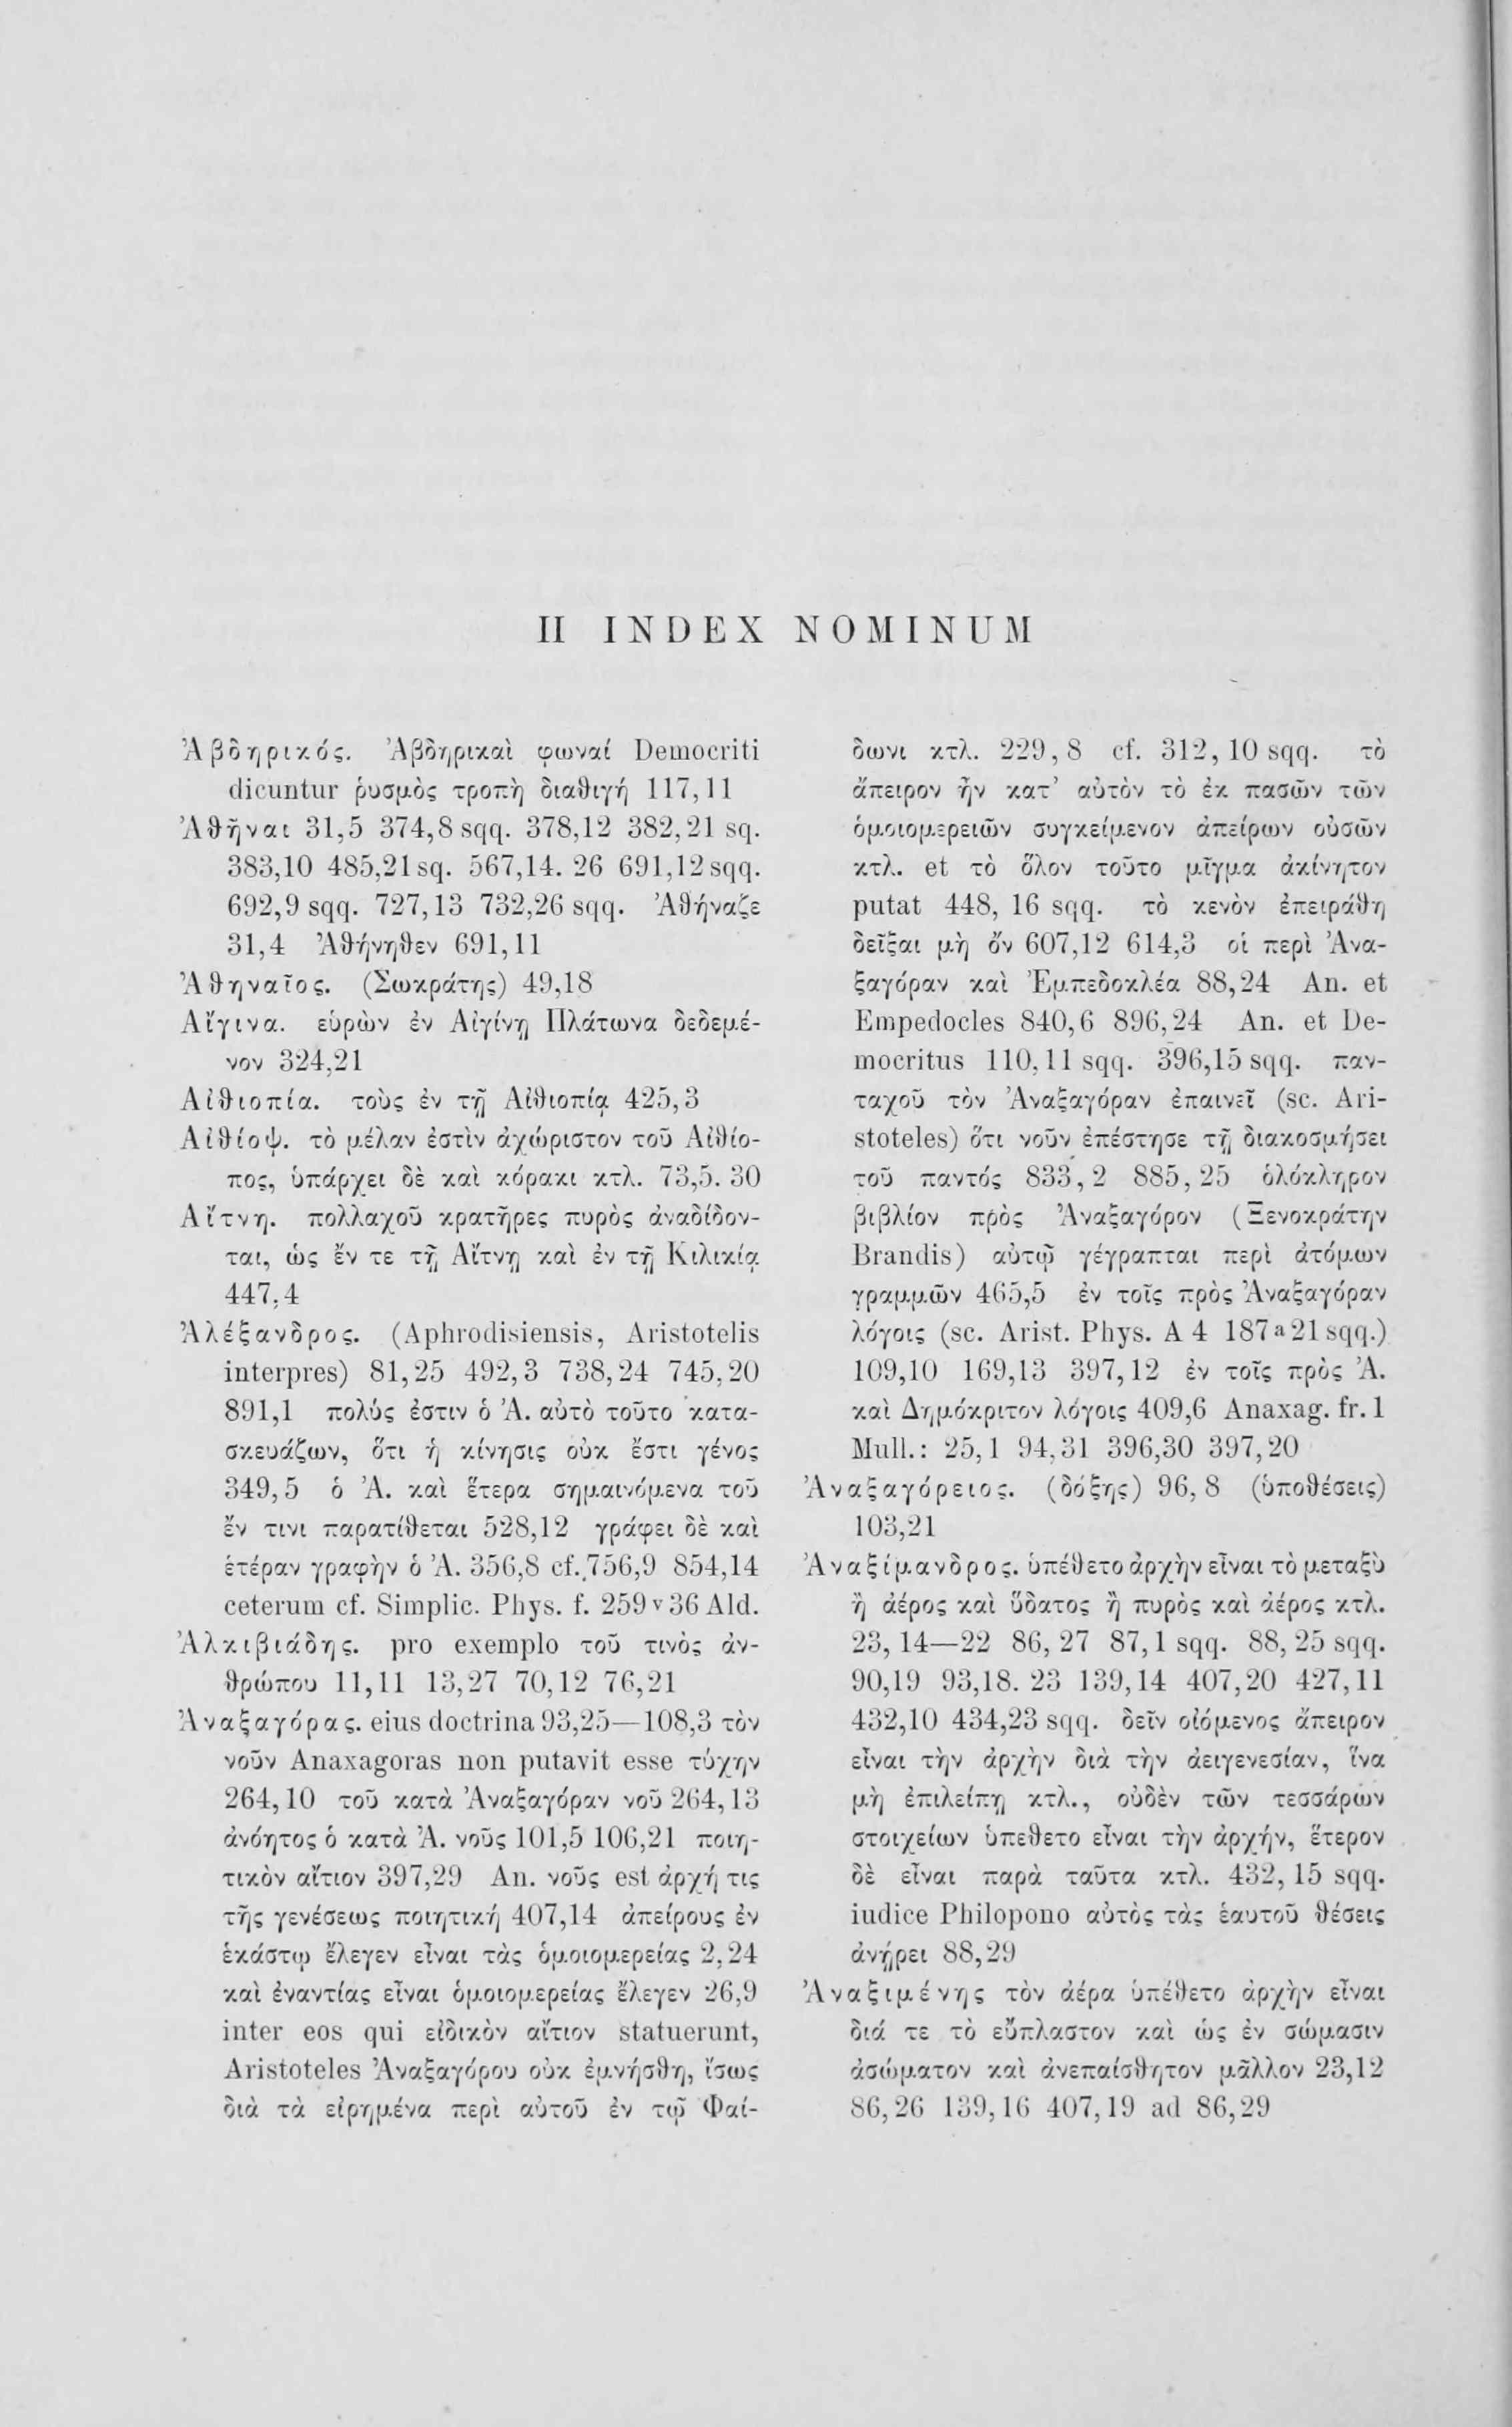 II INDEX NOMINUM
Ἀβδηρικός. Ἀβδηρικαὶ φωναί Democriti
dicuntur ῥυσμὸς τροπὴ διαθιγή 117,11
Ἀθῆναι 31,5 374,8 sqq. 378,12 382,21 sq.
383,10 485,21 sq. 567,14. 26 691,12 sqq.
692,9 sqq. 727,13 732,26 sqq. Ἀθήναζε
31,4 Ἀθήνηθεν 691,11
Ἀθηναῖος. (Σωκράτης) 49,18
Αἴγινα. εὑρὼν ἐν Αἰγίνῃ Πλάτωνα δεδεμέ-
νον 324,21
Αἰθιοπία. τοὺς ἐν τῇ Αἰθιοπίᾳ 425,3
Αἰθίοψ. τὸ μέλαν ἐστὶν ἀχώριστον τοῦ Αἰθίο-
πος, ὑπάρχει δὲ καὶ κόρακι κτλ. 73,5. 30
Αἴτνη. πολλαχοῦ κρατῆρες πυρὸς ἀναδίδον-
ται, ὡς ἔν τε τῇ Αἴτνῃ καὶ ἐν τῇ Κιλικίᾳ
447,4
Ἀλέξανδρος. (Aphrodisiensis, Aristotelis
interpres) 81,25 492,3 738,24 745,20
891,1 πολύς ἐστιν ὁ Ἀ. αὐτὸ τοῦτο κατα-
σκευάζων, ὅτι ἡ κίνησις οὐκ ἔστι γένος
349,5 ὁ Ἀ. καὶ ἕτερα σημαινόμενα τοῦ
ἔν τινι παρατίθεται 528,12 γράφει δὲ καὶ
ἑτέραν γραφὴν ὁ Ἀ. 356,8 cf. 756,9 854,14
ceterum cf. Simplic. Phys. f. 259 v 36 Ald.
Ἀλκιβιάδης. pro exemplo τοῦ τινὸς ἀν-
θρώπου 11,11 13,27 70,12 76,21
Ἀναξαγόρας. eius doctrina 93,25—108,3 τὸν
νοῦν Anaxagoras non putavit esse τύχην
264,10 τοῦ κατὰ Ἀναξαγόραν νοῦ 264,13
ἀνόητος ὁ κατὰ Ἀ. νοῦς 101,5 106,21 ποιη-
τικὸν αἴτιον 397,29 An. νοῦς est ἀρχή τις
τῆς γενέσεως ποιητική 407,14 ἀπείρους ἐν
ἑκάστῳ ἔλεγεν εἶναι τὰς ὁμοιομερείας 2,24
καὶ ἐναντίας εἶναι ὁμοιομερείας ἔλεγεν 26,9
inter eos qui εἰδικὸν αἴτιον statuerunt,
Aristoteles Ἀναξαγόρου οὐκ ἐμνήσθη, ἴσως
διὰ τὰ εἰρημένα περὶ αὐτοῦ ἐν τῷ Φαί-
δωνι κτλ. 229,8 cf. 312,10 sqq. τὸ
ἄπειρον ἦν κατ’ αὐτὸν τὸ ἐκ πασῶν τῶν
ὁμοιομερειῶν συγκείμενον ἀπείρων οὐσῶν
κτλ. et τὸ ὅλον τοῦτο μῖγμα ἀκίνητον
putat 448, 16 sqq. τὸ κενὸν ἐπειράθη
δεῖξαι μὴ ὄν 607,12 614,3 οἱ περὶ Ἀνα-
ξαγόραν καὶ Ἐμπεδοκλέα 88,24 An. et
Empedocles 840,6 896,24 An. et De-
mocritus 110,11 sqq. 396,15 sqq. παν-
ταχοῦ τὸν Ἀναξαγόραν ἐπαινεῖ (sc. Ari-
stoteles) ὅτι νοῦν ἐπέστησε τῇ διακοσμήσει
τοῦ παντός 833,2 885,25 ὁλόκληρον
βιβλίον πρὸς Ἀναξαγόρον (Ξενοκράτην
Brandis) αὐτῷ γέγραπται περὶ ἀτόμων
γραμμῶν 465,5 ἐν τοῖς πρὸς Ἀναξαγόραν
λόγοις (sc. Arist. Phys. A 4 187 a 21 sqq.)
109,10 169,13 397,12 ἐν τοῖς πρὸς Ἀ.
καὶ Δημόκριτον λόγοις 409,6 Anaxag. fr. 1
Mull.: 25,1 94,31 396,30 397,20
Ἀναξαγόρειος. (δόξης) 96,8 (ὑποθέσεις)
103,21
Ἀναξίμανδρος. ὑπέθετο ἀρχὴν εἶναι τὸ μεταξὺ
ἢ ἀέρος καὶ ὕδατος ἢ πυρὸς καὶ ἀέρος κτλ.
23, 14—22 86, 27 87,1 sqq. 88, 25 sqq.
90,19 93,18. 23 139,14 407,20 427,11
432,10 434,23 sqq. δεῖν οἰόμενος ἄπειρον
εἶναι τὴν ἀρχὴν διὰ τὴν ἀειγενεσίαν, ἵνα
μὴ ἐπιλείπῃ κτλ., οὐδὲν τῶν τεσσάρων
στοιχείων ὑπεθετο εἶναι τὴν ἀρχήν, ἕτερον
δὲ εἶναι παρὰ ταῦτα κτλ. 432, 15 sqq.
iudice Philopono αὐτὸς τὰς ἑαυτοῦ θέσεις
ἀνῄρει 88,29
Ἀναξιμένης τὸν ἀέρα ὑπέθετο ἀρχὴν εἶναι
διά τε τὸ εὔπλαστον καὶ ὡς ἐν σώμασιν
ἀσώματον καὶ ἀνεπαίσθητον μᾶλλον 23,12
86,26 139,16 407,19 ad 86,29